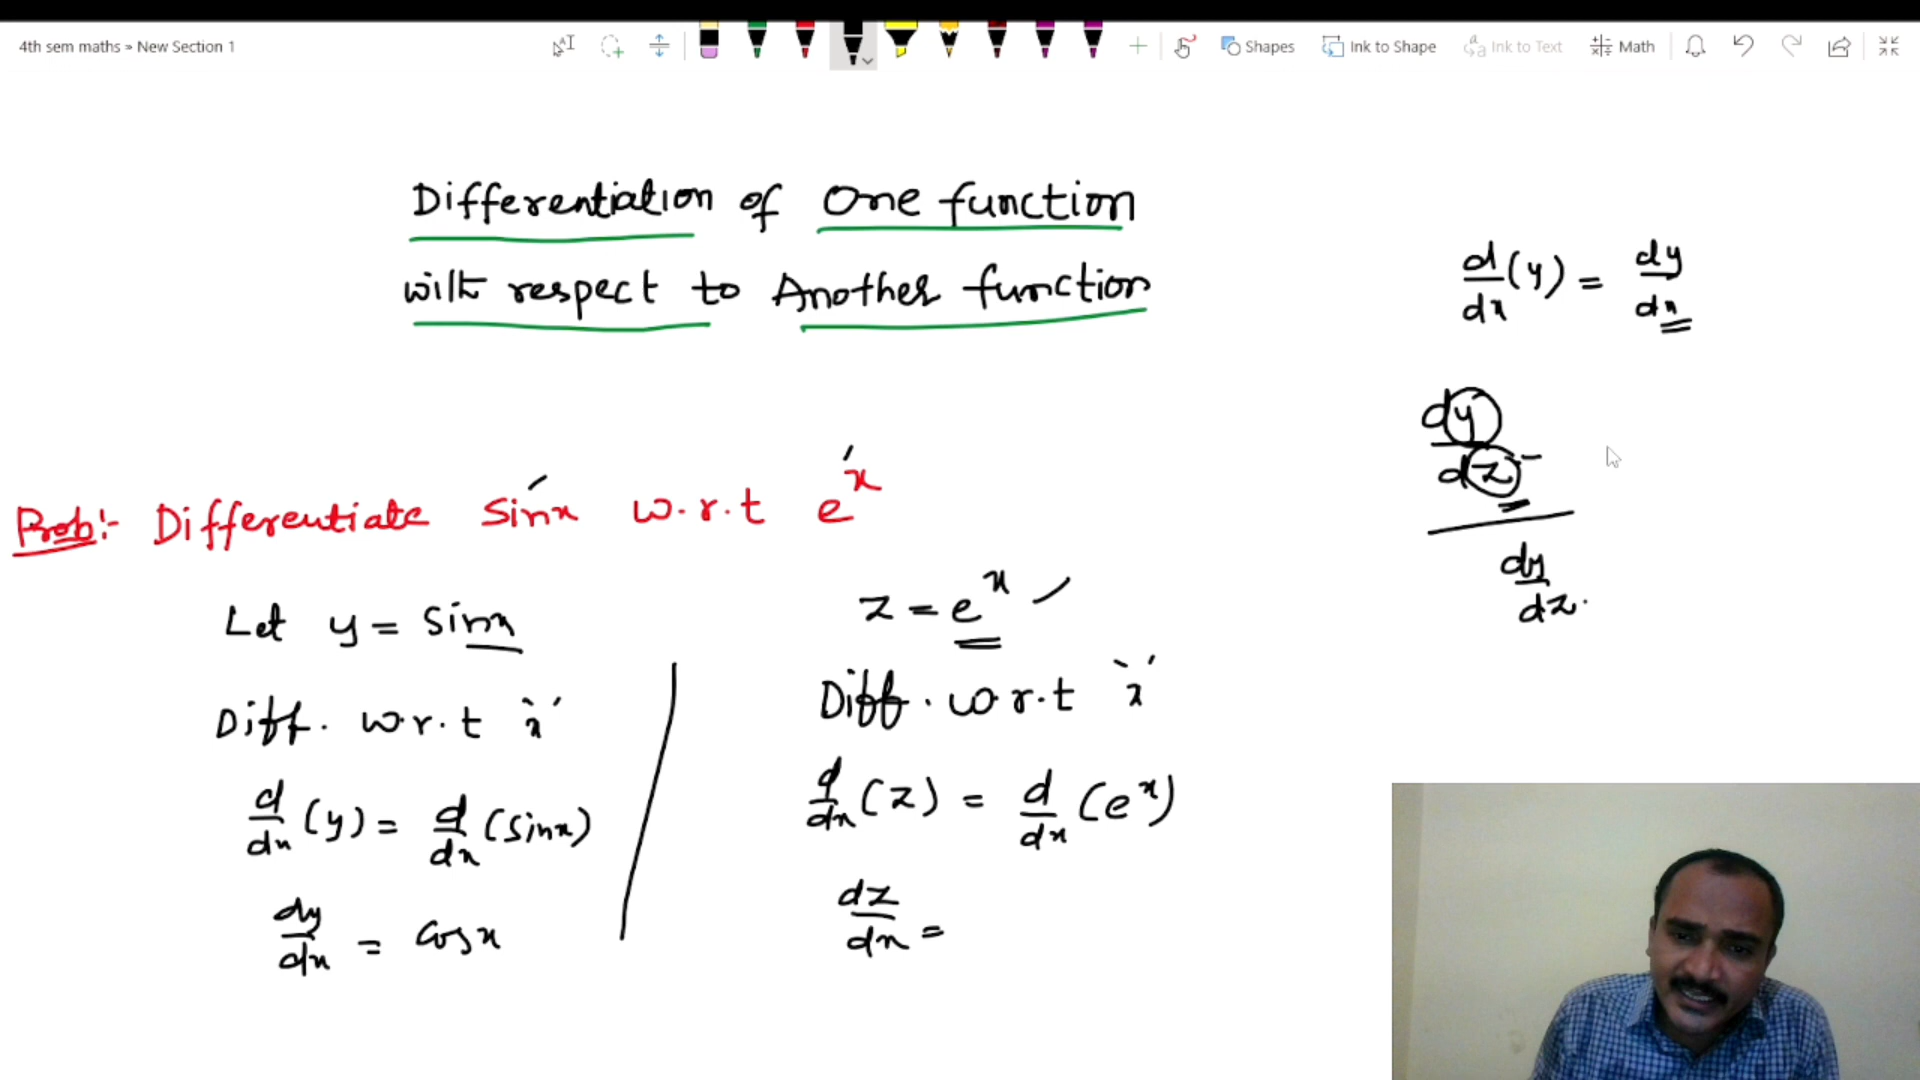 4th sem maths » New Section 1
Shapes Ink to Shape Ink to Text Math
Differentiation of One function
with respect to Another function
d/dx (y) = dy/dx
dy/dz
dy/dz.
Prob:- Differentiate sinx w.r.t e^x
Let y = sinx
z = e^x
Diff. w.r.t 'x'
Diff. w.r.t 'x'
d/dx (y) = d/dx (sinx)
d/dx (z) = d/dx (e^x)
dy/dx = cosx
dz/dx =